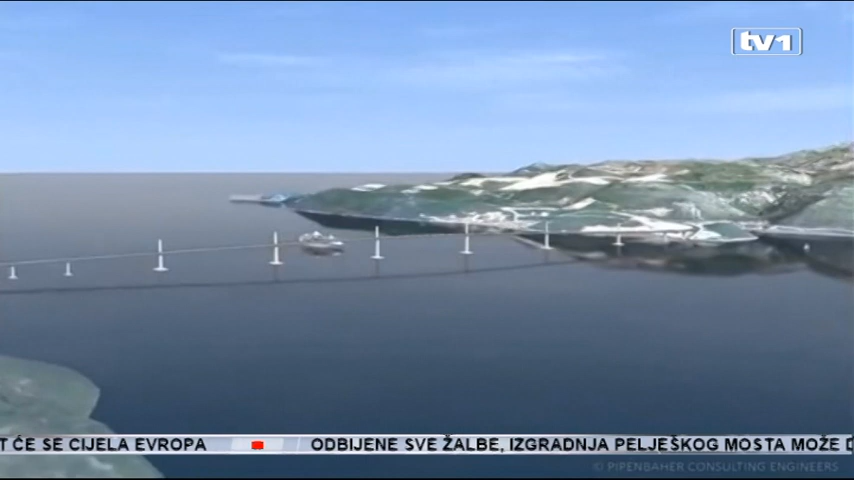 tv1
T ĆE SE CIJELA EVROPA
ODBIJENE SVE ŽALBE, IZGRADNJA PELJEŠKOG MOSTA MOŽE D
© PIPENBAHER CONSULTING ENGINEERS